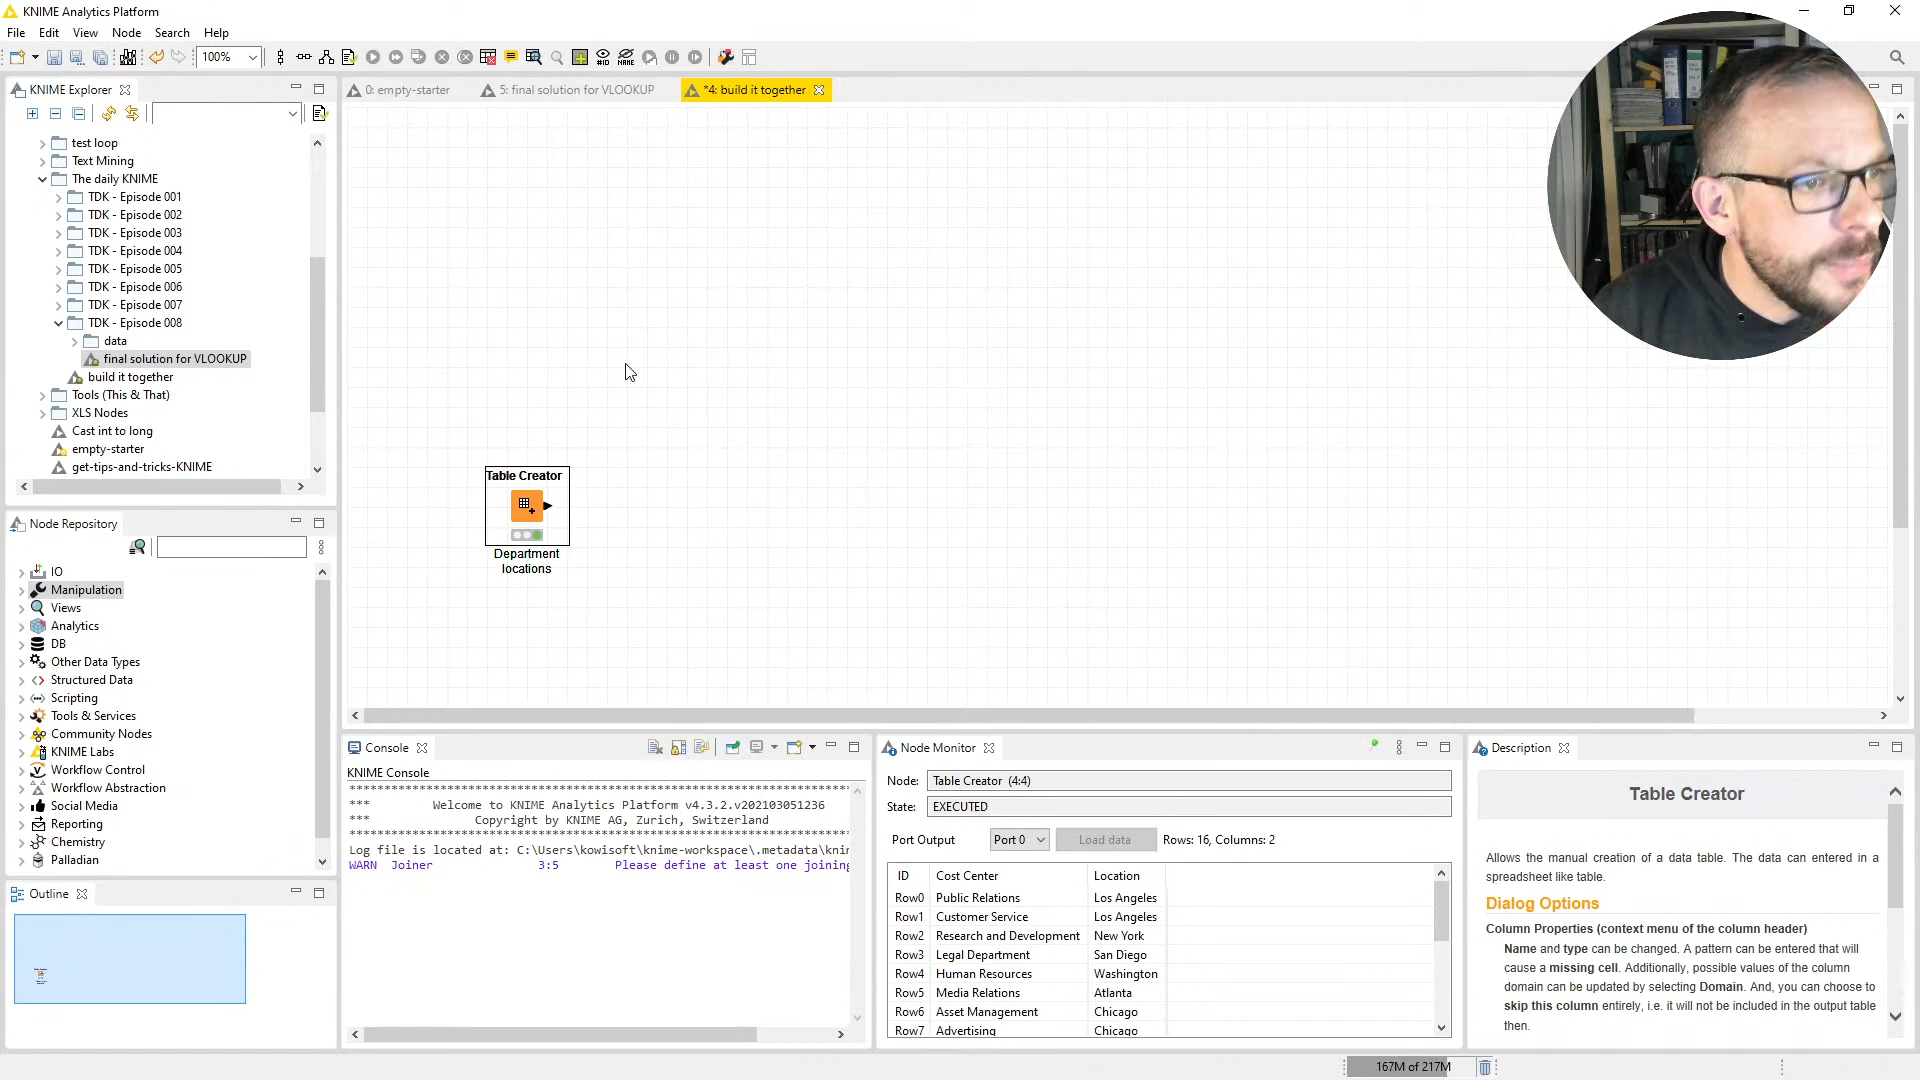 KNIME Analytics Platform
File Edit View Node Search Help
100%
KNIME Explorer
0: empty-starter
5: final solution for VLOOKUP
*4: build it together
test loop
Text Mining
The daily KNIME
TDK - Episode 001
TDK - Episode 002
TDK - Episode 003
TDK - Episode 004
TDK - Episode 005
TDK - Episode 006
TDK - Episode 007
TDK - Episode 008
data
final solution for VLOOKUP
build it together
Tools (This & That)
XLS Nodes
Cast int to long
empty-starter
get-tips-and-tricks-KNIME
Table Creator
Department
locations
Node Repository
IO
Manipulation
Views
Analytics
DB
Other Data Types
Structured Data
Scripting
Tools & Services
Community Nodes
KNIME Labs
Workflow Control
Workflow Abstraction
Social Media
Reporting
Chemistry
Palladian
Outline
Console
KNIME Console
***********************************************************************
*** Welcome to KNIME Analytics Platform v4.3.2.v202103051236
*** Copyright by KNIME AG, Zurich, Switzerland
***********************************************************************
Log file is located at: C:\Users\kowisoft\knime-workspace\.metadata\knim
WARN Joiner 3:5 Please define at least one joining
Node Monitor
Node: Table Creator (4:4)
State: EXECUTED
Port Output Port 0 Load data Rows: 16, Columns: 2
ID Cost Center Location
Row0 Public Relations Los Angeles
Row1 Customer Service Los Angeles
Row2 Research and Development New York
Row3 Legal Department San Diego
Row4 Human Resources Washington
Row5 Media Relations Atlanta
Row6 Asset Management Chicago
Row7 Advertising Chicago
Description
Table Creator
Allows the manual creation of a data table. The data can entered in a
spreadsheet like table.
Dialog Options
Column Properties (context menu of the column header)
Name and type can be changed. A pattern can be entered that will
cause a missing cell. Additionally, possible values of the column
domain can be updated by selecting Domain. And, you can choose to
skip this column entirely, i.e. it will not be included in the output table
then.
167M of 217M